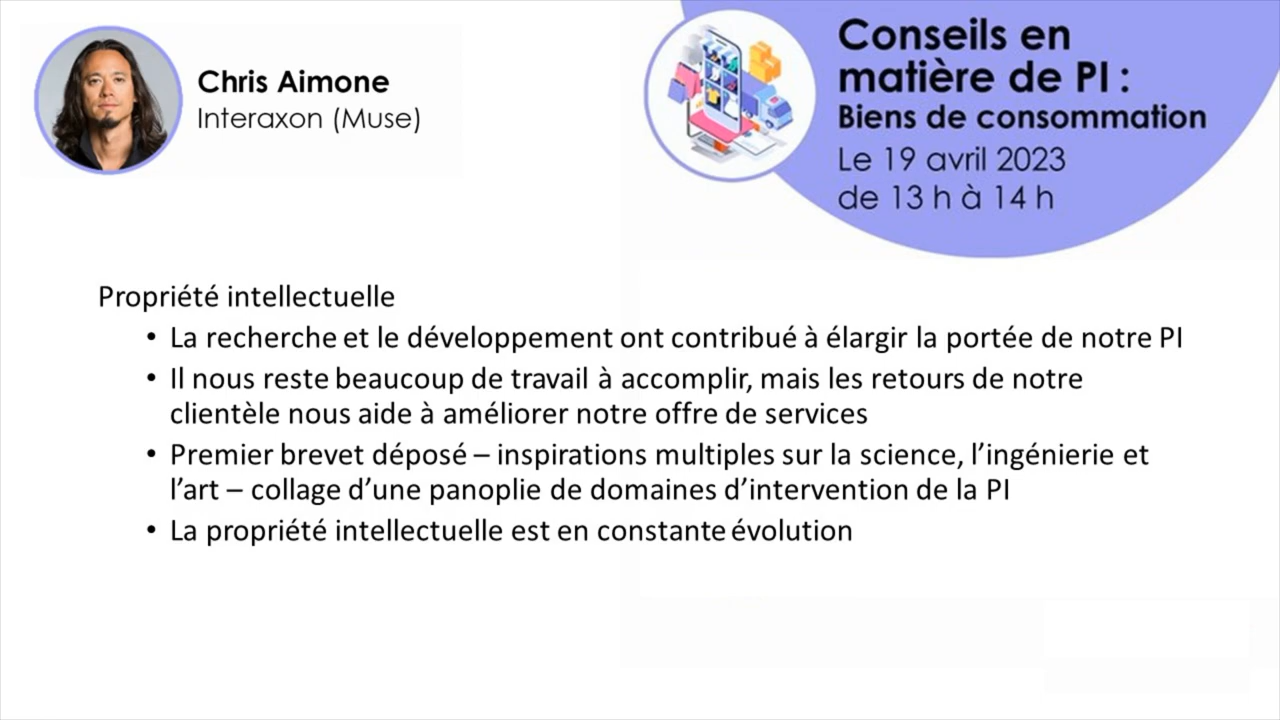 Chris Aimone
Interaxon (Muse)
Conseils en
matière de PI :
Biens de consommation
Le 19 avril 2023
de 13 h à 14 h
Propriété intellectuelle
• La recherche et le développement ont contribué à élargir la portée de notre PI
• Il nous reste beaucoup de travail à accomplir, mais les retours de notre
clientèle nous aide à améliorer notre offre de services
• Premier brevet déposé – inspirations multiples sur la science, l’ingénierie et
l’art – collage d’une panoplie de domaines d’intervention de la PI
• La propriété intellectuelle est en constante évolution